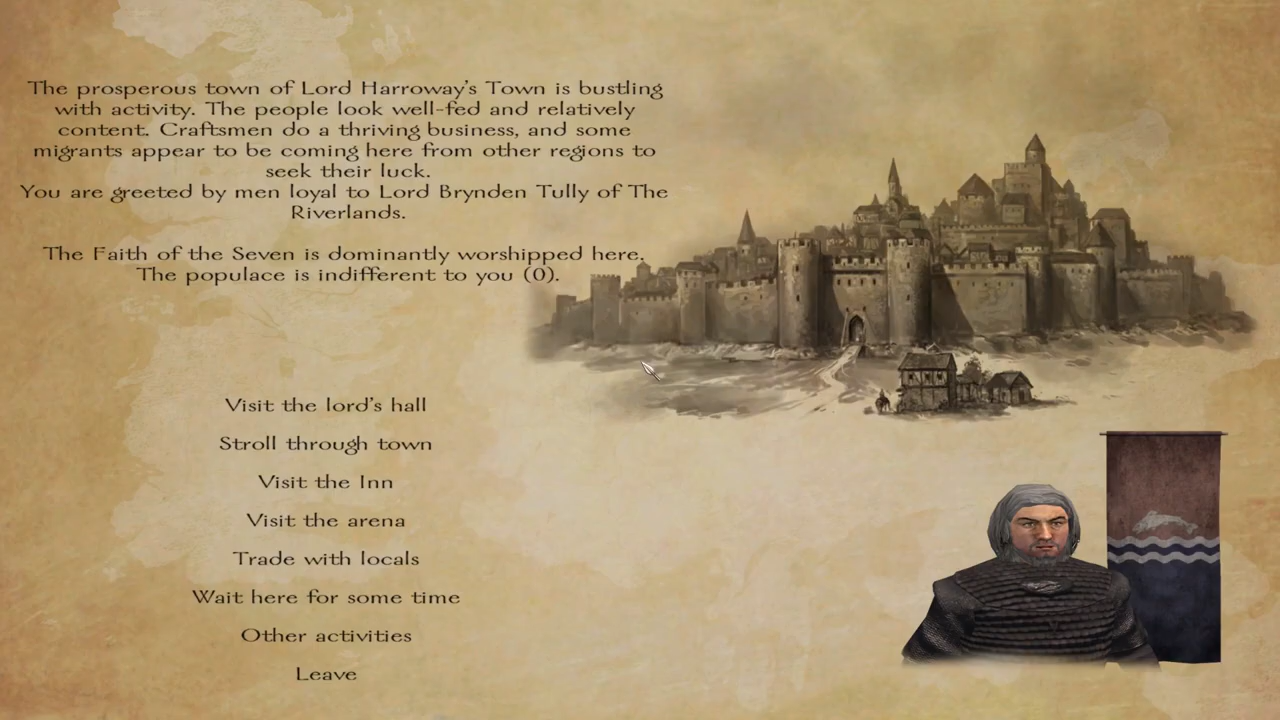 The prosperous town of Lord Harroway's Town is bustling
with activity. The people look well-fed and relatively
content. Craftsmen do a thriving business, and some
migrants appear to be coming here from other regions to
seek their luck.
You are greeted by men loyal to Lord Brynden Tully of The
Riverlands.
The Faith of the Seven is dominantly worshipped here.
The populace is indifferent to you (0).
Visit the lord's hall
Stroll through town
Visit the Inn
Visit the arena
Trade with locals
Wait here for some time
Other activities
Leave